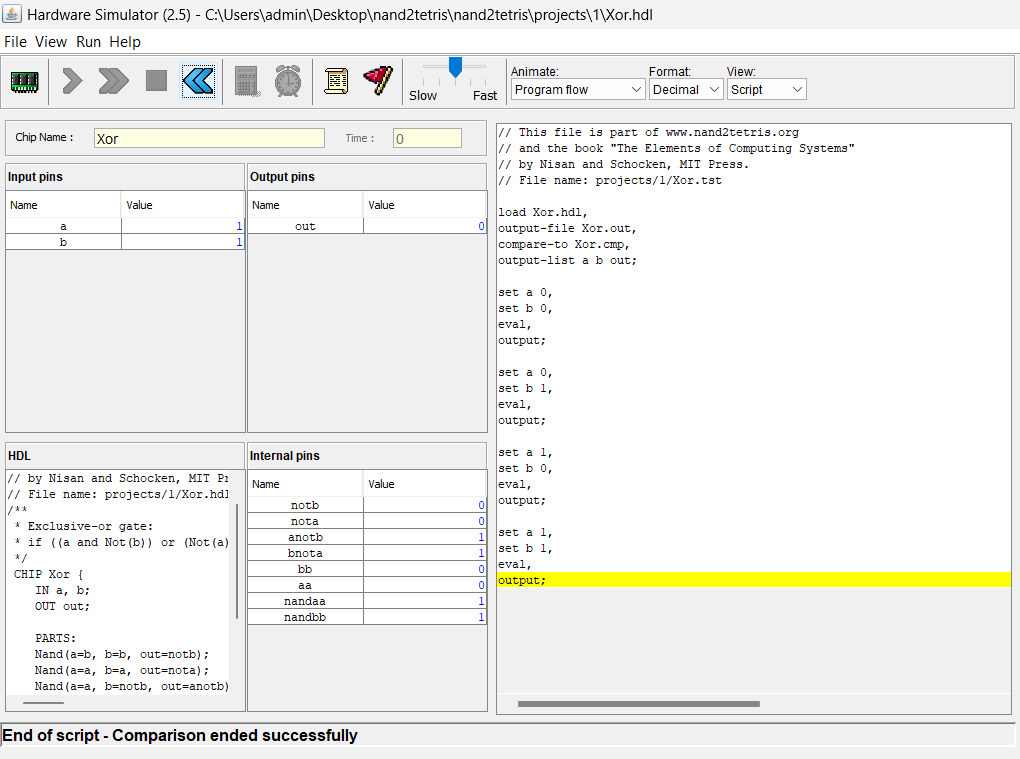 Hardware Simulator (2.5) - C:\Users\admin\Desktop\nand2tetris\nand2tetris\projects\1\Xor.hdl
File View Run Help
Slow Fast
Animate: Format: View:
Program flow Decimal Script
Chip Name : Xor Time : 0
Input pins
Name Value
a 1
b 1
Output pins
Name Value
out 0
HDL
// by Nisan and Schocken, MIT Pr
// File name: projects/1/Xor.hdl
/**
* Exclusive-or gate:
* if ((a and Not(b)) or (Not(a)
*/
CHIP Xor {
IN a, b;
OUT out;
PARTS:
Nand(a=b, b=b, out=notb);
Nand(a=a, b=a, out=nota);
Nand(a=a, b=notb, out=anotb)
Internal pins
Name Value
notb 0
nota 0
anotb 1
bnota 1
bb 0
aa 0
nandaa 1
nandbb 1
// This file is part of www.nand2tetris.org
// and the book "The Elements of Computing Systems"
// by Nisan and Schocken, MIT Press.
// File name: projects/1/Xor.tst
load Xor.hdl,
output-file Xor.out,
compare-to Xor.cmp,
output-list a b out;
set a 0,
set b 0,
eval,
output;
set a 0,
set b 1,
eval,
output;
set a 1,
set b 0,
eval,
output;
set a 1,
set b 1,
eval,
output;
End of script - Comparison ended successfully